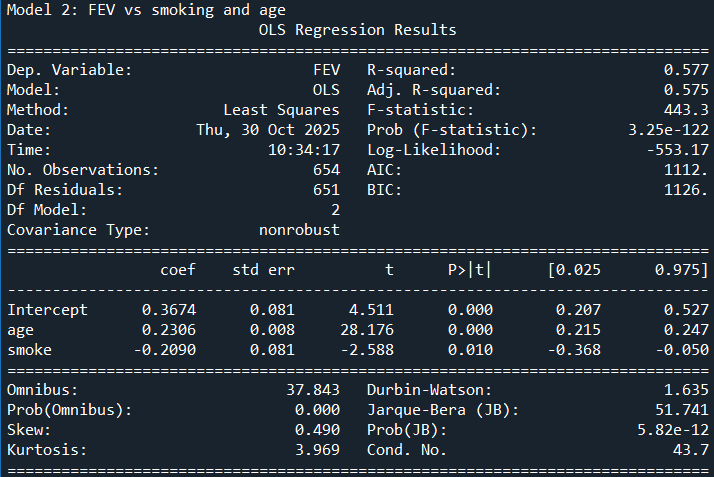 Model 2: FEV vs smoking and age
                            OLS Regression Results
==============================================================================
Dep. Variable:                    FEV   R-squared:                       0.577
Model:                            OLS   Adj. R-squared:                  0.575
Method:                 Least Squares   F-statistic:                     443.3
Date:                Thu, 30 Oct 2025   Prob (F-statistic):          3.25e-122
Time:                        10:34:17   Log-Likelihood:                -553.17
No. Observations:                 654   AIC:                             1112.
Df Residuals:                     651   BIC:                             1126.
Df Model:                           2
Covariance Type:            nonrobust
==============================================================================
                 coef    std err          t      P>|t|      [0.025      0.975]
------------------------------------------------------------------------------
Intercept      0.3674      0.081      4.511      0.000       0.207       0.527
age            0.2306      0.008     28.176      0.000       0.215       0.247
smoke         -0.2090      0.081     -2.588      0.010      -0.368      -0.050
==============================================================================
Omnibus:                       37.843   Durbin-Watson:                   1.635
Prob(Omnibus):                  0.000   Jarque-Bera (JB):               51.741
Skew:                           0.490   Prob(JB):                     5.82e-12
Kurtosis:                       3.969   Cond. No.                         43.7
==============================================================================